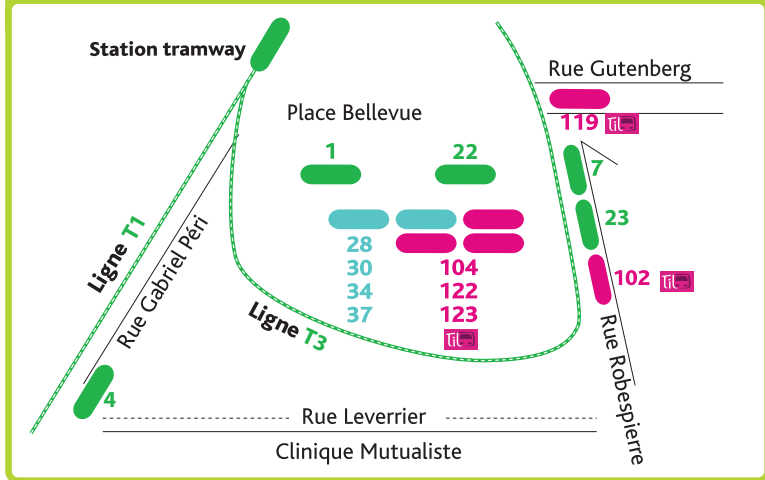 Station tramway
Rue Gutenberg
119 Til
Place Bellevue
1
22
7
23
28
30
34
37
104
122
123
Til
102 Til
Ligne T1
Rue Gabriel Péri
Ligne T3
Rue Robespierre
4
Rue Leverrier
Clinique Mutualiste